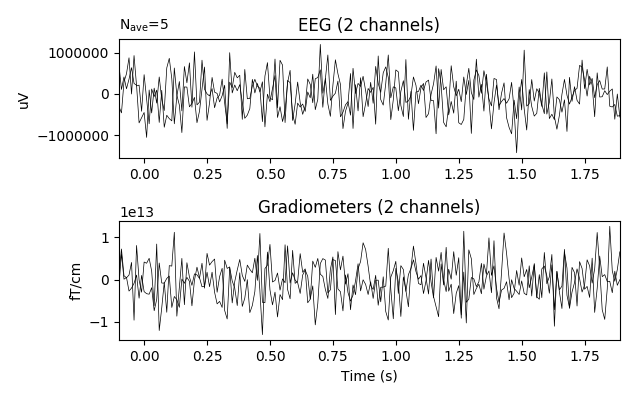 N_ave=5
EEG (2 channels)
1000000
0
−1000000
uV
0.00 0.25 0.50 0.75 1.00 1.25 1.50 1.75
1e13
Gradiometers (2 channels)
1
0
−1
fT/cm
0.00 0.25 0.50 0.75 1.00 1.25 1.50 1.75
Time (s)